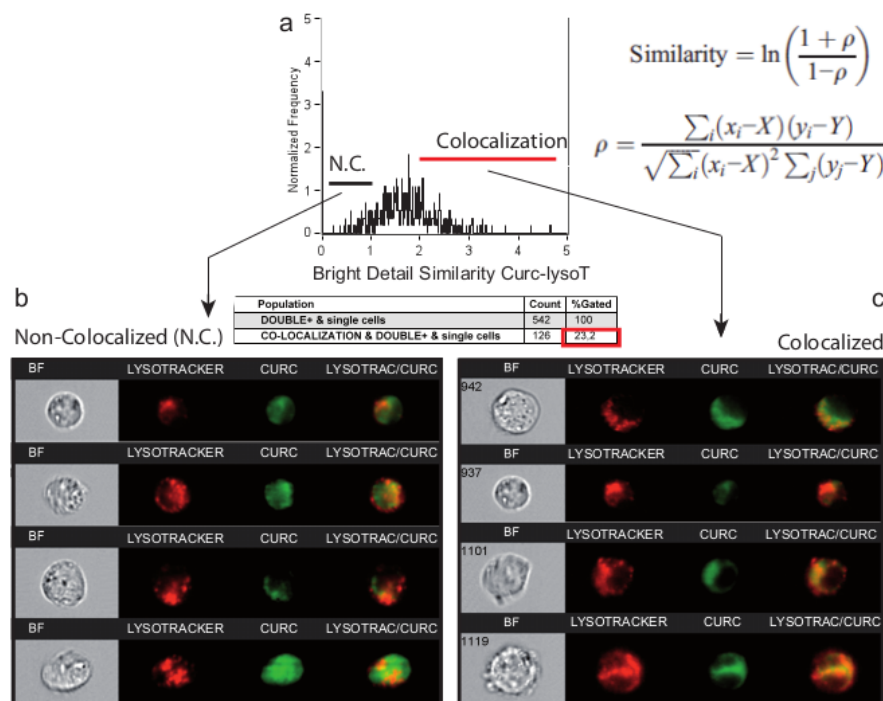 a
5
4
3
2
1
0
Normalized Frequency
N.C.
Colocalization
0 1 2 3 4 5
Bright Detail Similarity Curc-lysoT
Similarity = ln((1 + ρ)/(1−ρ))
ρ = ∑i(xi−X)(yi−Y) / √∑i(xi−X)² ∑j(yj−Y)
Population Count %Gated
DOUBLE+ & single cells 542 100
CO-LOCALIZATION & DOUBLE+ & single cells 126 23,2
b
Non-Colocalized (N.C.)
BF LYSOTRACKER CURC LYSOTRAC/CURC
BF LYSOTRACKER CURC LYSOTRAC/CURC
BF LYSOTRACKER CURC LYSOTRAC/CURC
BF LYSOTRACKER CURC LYSOTRAC/CURC
c
Colocalized
BF LYSOTRACKER CURC LYSOTRAC/CURC
942
BF LYSOTRACKER CURC LYSOTRAC/CURC
937
BF LYSOTRACKER CURC LYSOTRAC/CURC
1101
BF LYSOTRACKER CURC LYSOTRAC/CURC
1119